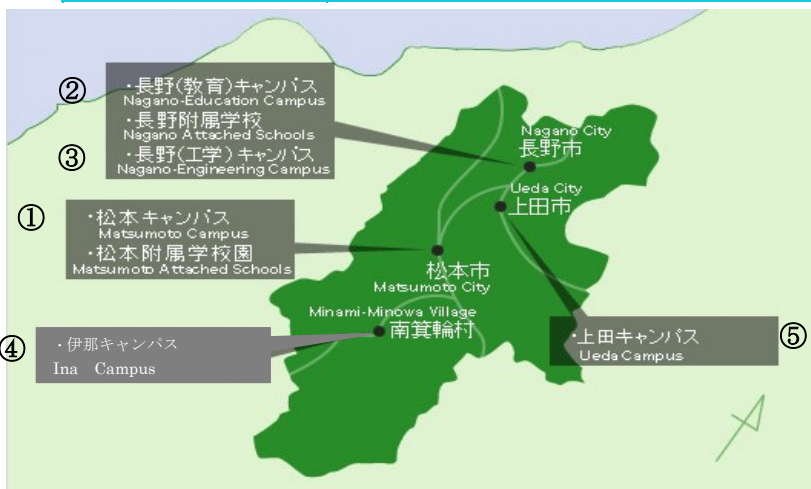 ②
・長野(教育)キャンパス
Nagano-Education Campus
・長野附属学校
Nagano Attached Schools
③
・長野(工学)キャンパス
Nagano-Engineering Campus
Nagano City
長野市
Ueda City
上田市
①
・松本キャンパス
Matsumoto Campus
・松本附属学校園
Matsumoto Attached Schools
松本市
Matsumoto City
Minami-Minowa Village
南箕輪村
④
・伊那キャンパス
Ina Campus
・上田キャンパス
Ueda Campus
⑤